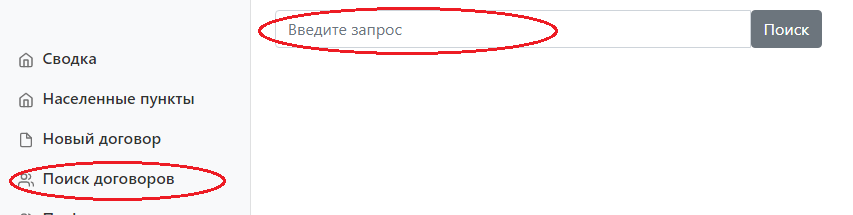 Введите запрос
Поиск
Сводка
Населенные пункты
Новый договор
Поиск договоров